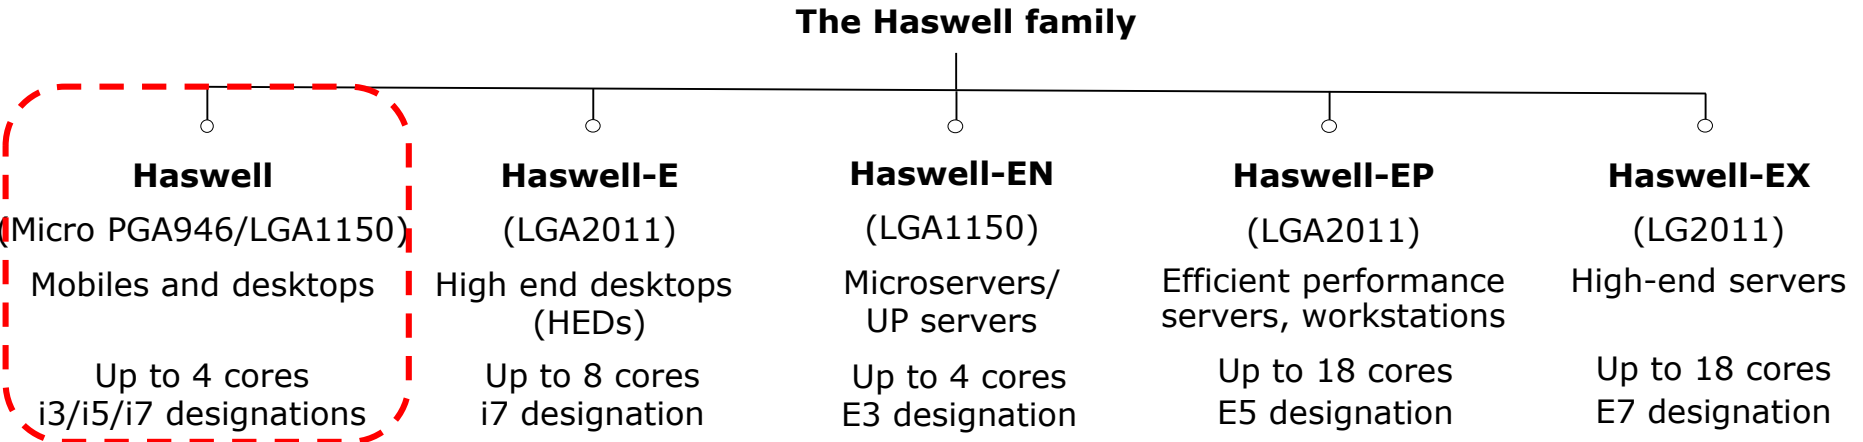 The Haswell family
Haswell
(Micro PGA946/LGA1150)
Mobiles and desktops
Up to 4 cores
i3/i5/i7 designations
Haswell-E
(LGA2011)
High end desktops
(HEDs)
Up to 8 cores
i7 designation
Haswell-EN
(LGA1150)
Microservers/
UP servers
Up to 4 cores
E3 designation
Haswell-EP
(LGA2011)
Efficient performance
servers, workstations
Up to 18 cores
E5 designation
Haswell-EX
(LG2011)
High-end servers
Up to 18 cores
E7 designation